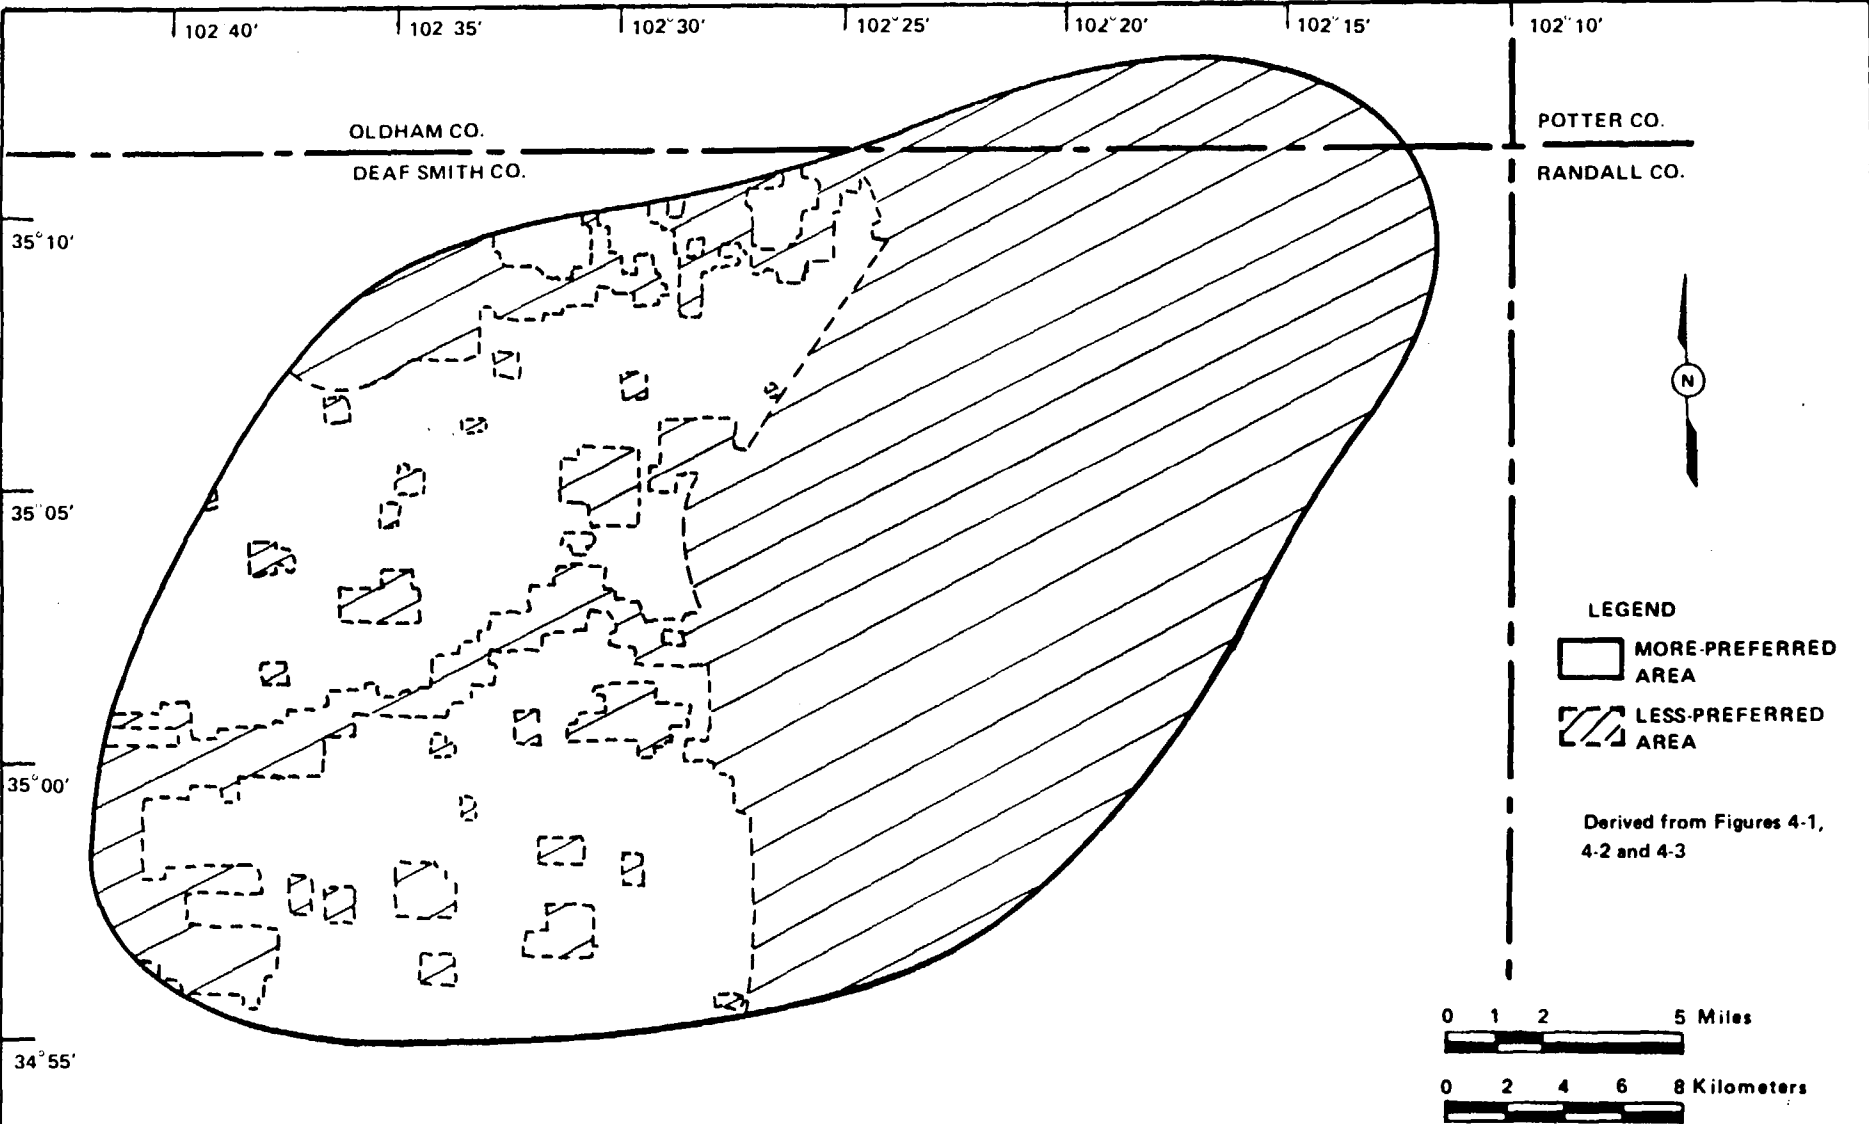 102 40' 102 35' 102°30' 102°25' 102°20' 102°15' 102°10'
OLDHAM CO.
DEAF SMITH CO.
POTTER CO.
RANDALL CO.
35°10'
35°05'
35°00'
34°55'
N
LEGEND
MORE-PREFERRED
AREA
LESS-PREFERRED
AREA
Derived from Figures 4-1,
4-2 and 4-3
0 1 2 5 Miles
0 2 4 6 8 Kilometers